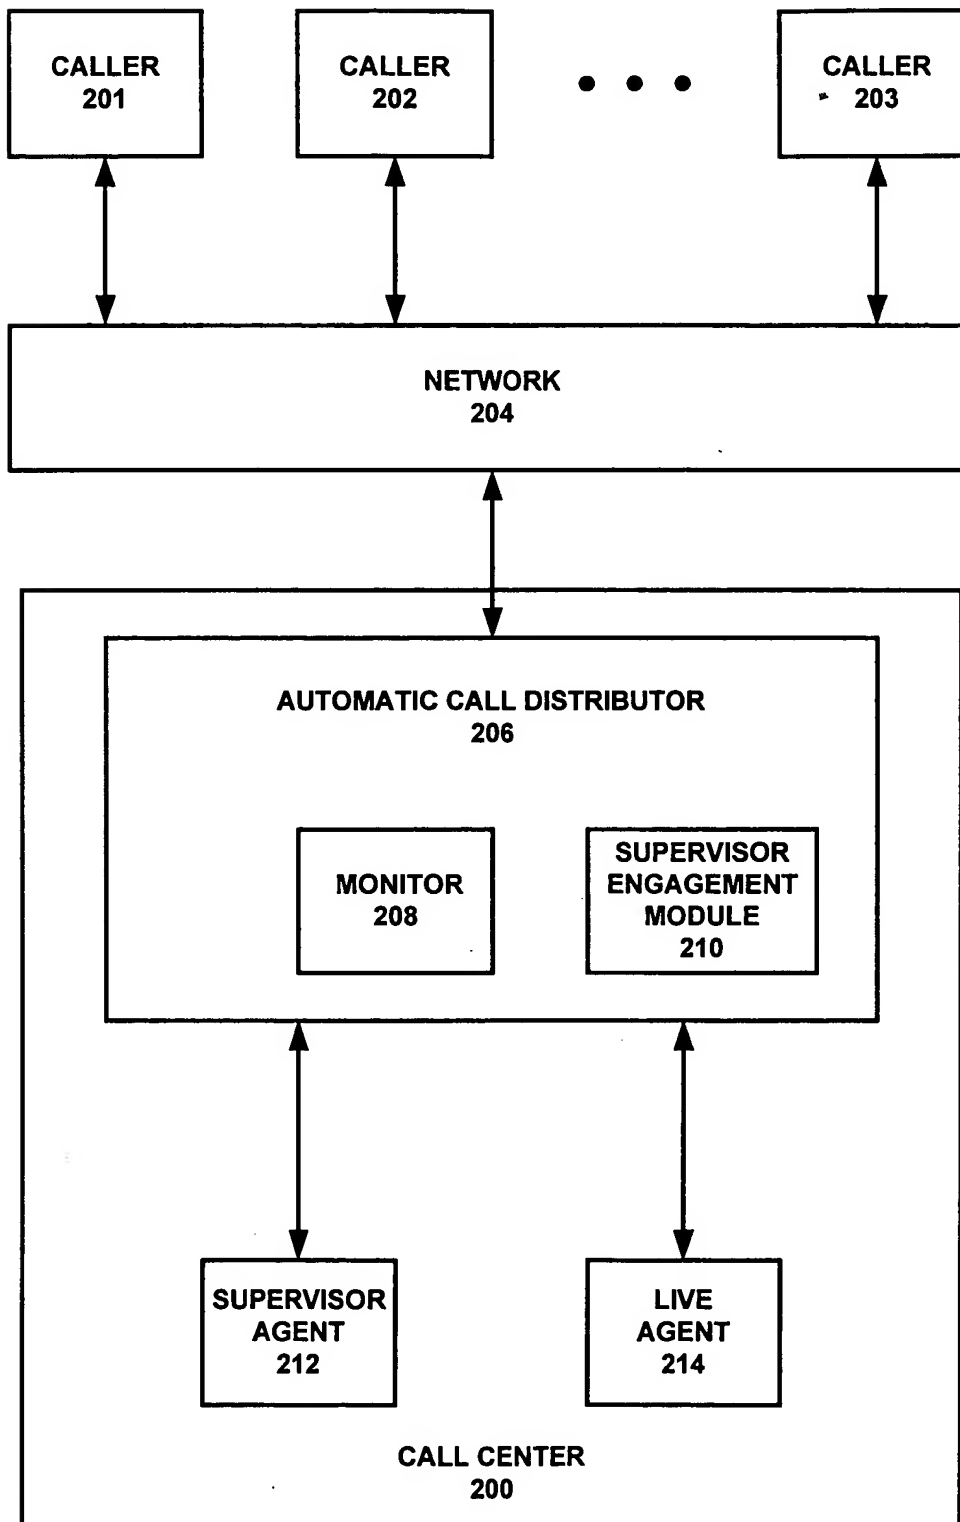 CALLER
201
CALLER
202
CALLER
203
NETWORK
204
AUTOMATIC CALL DISTRIBUTOR
206
MONITOR
208
SUPERVISOR
ENGAGEMENT
MODULE
210
SUPERVISOR
AGENT
212
LIVE
AGENT
214
CALL CENTER
200